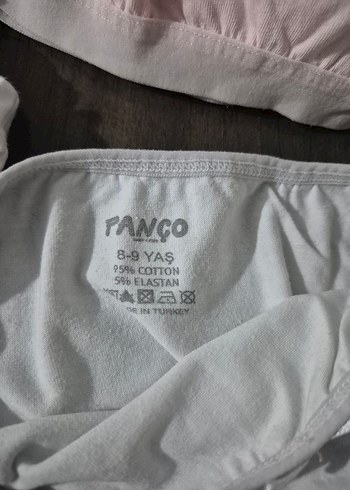 TANÇO
8-9 YAŞ
95% COTTON
5% ELASTAN
IN TURKEY